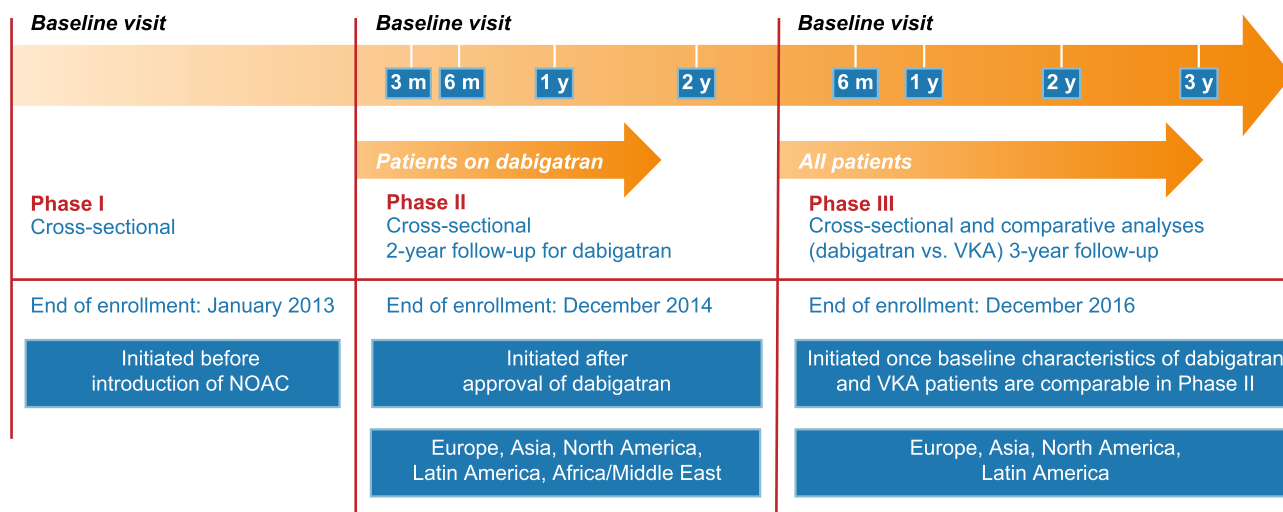 Baseline visit
Baseline visit
Baseline visit
3 m
6 m
1 y
2 y
6 m
1 y
2 y
3 y
Patients on dabigatran
All patients
Phase I
Cross-sectional
Phase II
Cross-sectional
2-year follow-up for dabigatran
Phase III
Cross-sectional and comparative analyses
(dabigatran vs. VKA) 3-year follow-up
End of enrollment: January 2013
End of enrollment: December 2014
End of enrollment: December 2016
Initiated before
introduction of NOAC
Initiated after
approval of dabigatran
Initiated once baseline characteristics of dabigatran
and VKA patients are comparable in Phase II
Europe, Asia, North America,
Latin America, Africa/Middle East
Europe, Asia, North America,
Latin America